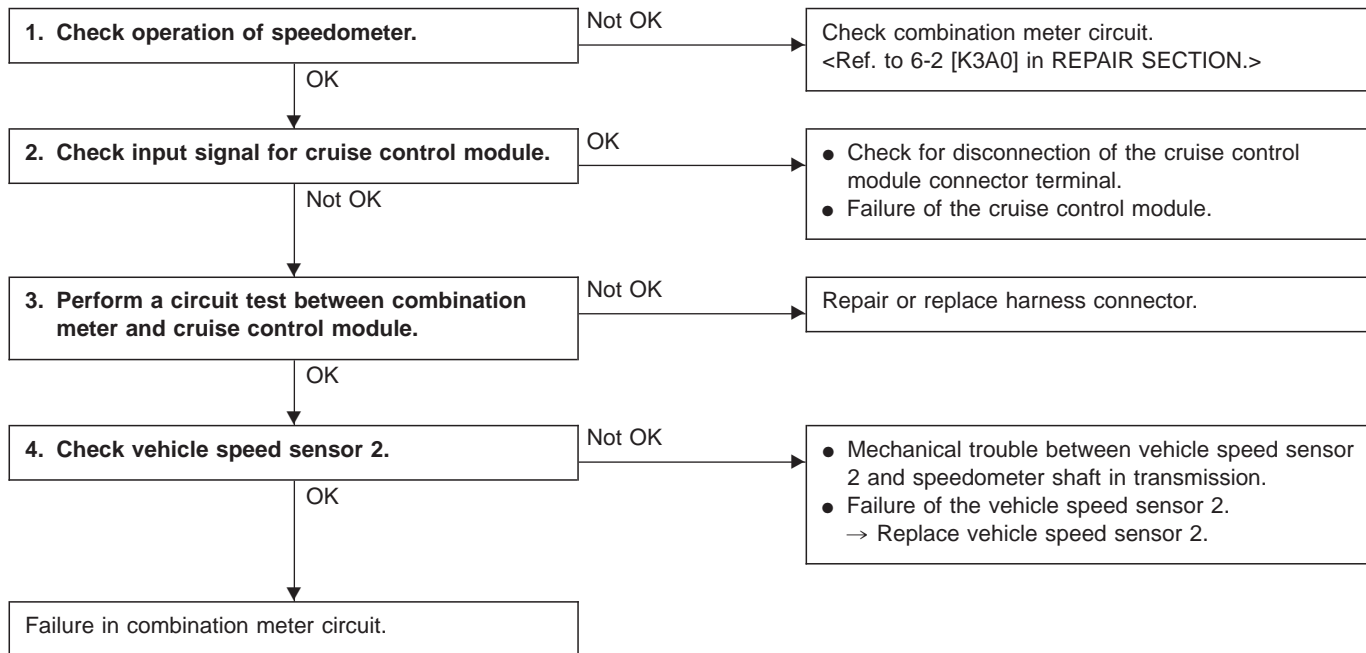 1. Check operation of speedometer.
Not OK
Check combination meter circuit.
<Ref. to 6-2 [K3A0] in REPAIR SECTION.>
OK
2. Check input signal for cruise control module.
OK
● Check for disconnection of the cruise control
module connector terminal.
● Failure of the cruise control module.
Not OK
3. Perform a circuit test between combination
meter and cruise control module.
Not OK
Repair or replace harness connector.
OK
4. Check vehicle speed sensor 2.
Not OK
● Mechanical trouble between vehicle speed sensor
2 and speedometer shaft in transmission.
● Failure of the vehicle speed sensor 2.
→ Replace vehicle speed sensor 2.
OK
Failure in combination meter circuit.